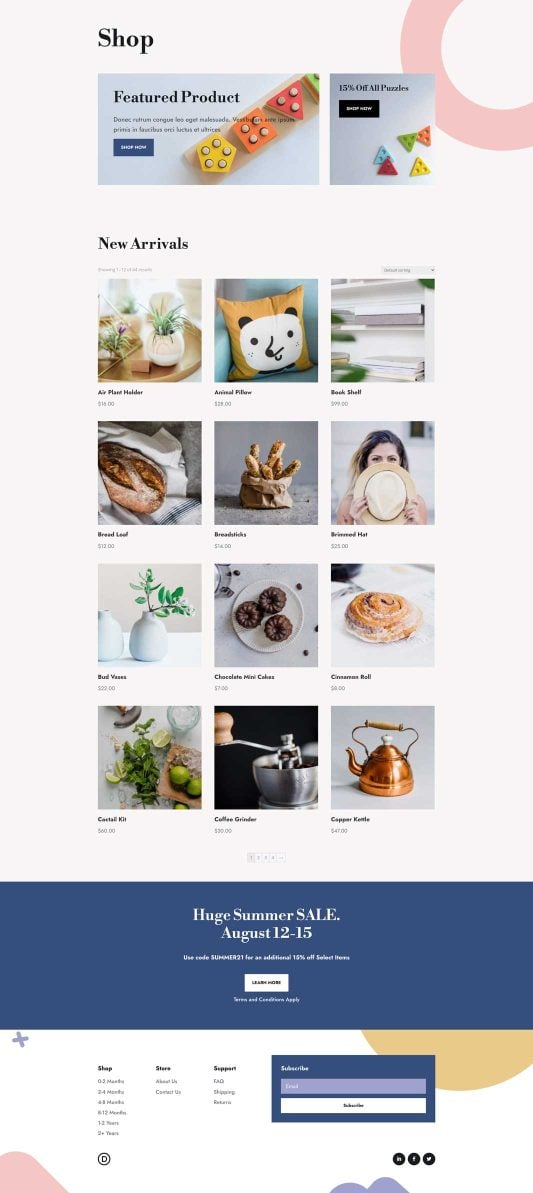 Shop
Featured Product
Donec rutrum congue leo eget malesuada. Vestibulum ante ipsum
primis in faucibus orci luctus et ultrices
SHOP NOW
15% Off All Puzzles
SHOP NOW
New Arrivals
Showing 1–12 of 44 results
Default sorting
Air Plant Holder
$16.00
Animal Pillow
$28.00
Book Shelf
$99.00
Bread Loaf
$12.00
Breadsticks
$14.00
Brimmed Hat
$25.00
Bud Vases
$22.00
Chocolate Mini Cakes
$7.00
Cinnamon Roll
$8.00
Coctail Kit
$60.00
Coffee Grinder
$30.00
Copper Kettle
$47.00
1 2 3 4 →
Huge Summer SALE.
August 12-15
Use code SUMMER21 for an additional 15% off Select Items
LEARN MORE
Terms and Conditions Apply
Shop
0-2 Months
2-4 Months
4-8 Months
8-12 Months
1-2 Years
2+ Years
Store
About Us
Contact Us
Support
FAQ
Shipping
Returns
Subscribe
Email
Subscribe
D
in f